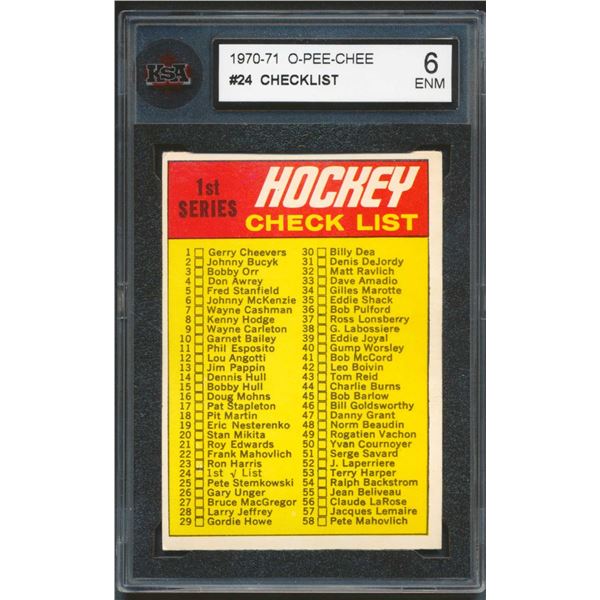 KSA
1970-71 O-PEE-CHEE
#24 CHECKLIST
6
ENM
1st
SERIES
HOCKEY
CHECK LIST
1 Gerry Cheevers
2 Johnny Bucyk
3 Bobby Orr
4 Don Awrey
5 Fred Stanfield
6 Johnny McKenzie
7 Wayne Cashman
8 Kenny Hodge
9 Wayne Carleton
10 Garnet Bailey
11 Phil Esposito
12 Lou Angotti
13 Jim Pappin
14 Dennis Hull
15 Bobby Hull
16 Doug Mohns
17 Pat Stapleton
18 Pit Martin
19 Eric Nesterenko
20 Stan Mikita
21 Roy Edwards
22 Frank Mahovlich
23 Ron Harris
24 1st √ List
25 Pete Stemkowski
26 Gary Unger
27 Bruce MacGregor
28 Larry Jeffrey
29 Gordie Howe
30 Billy Dea
31 Denis DeJordy
32 Matt Ravlich
33 Dave Amadio
34 Gilles Marotte
35 Eddie Shack
36 Bob Pulford
37 Ross Lonsberry
38 G. Labossiere
39 Eddie Joyal
40 Gump Worsley
41 Bob McCord
42 Leo Boivin
43 Tom Reid
44 Charlie Burns
45 Bob Barlow
46 Bill Goldsworthy
47 Danny Grant
48 Norm Beaudin
49 Rogatien Vachon
50 Yvan Cournoyer
51 Serge Savard
52 J. Laperriere
53 Terry Harper
54 Ralph Backstrom
55 Jean Beliveau
56 Claude LaRose
57 Jacques Lemaire
58 Pete Mahovlich